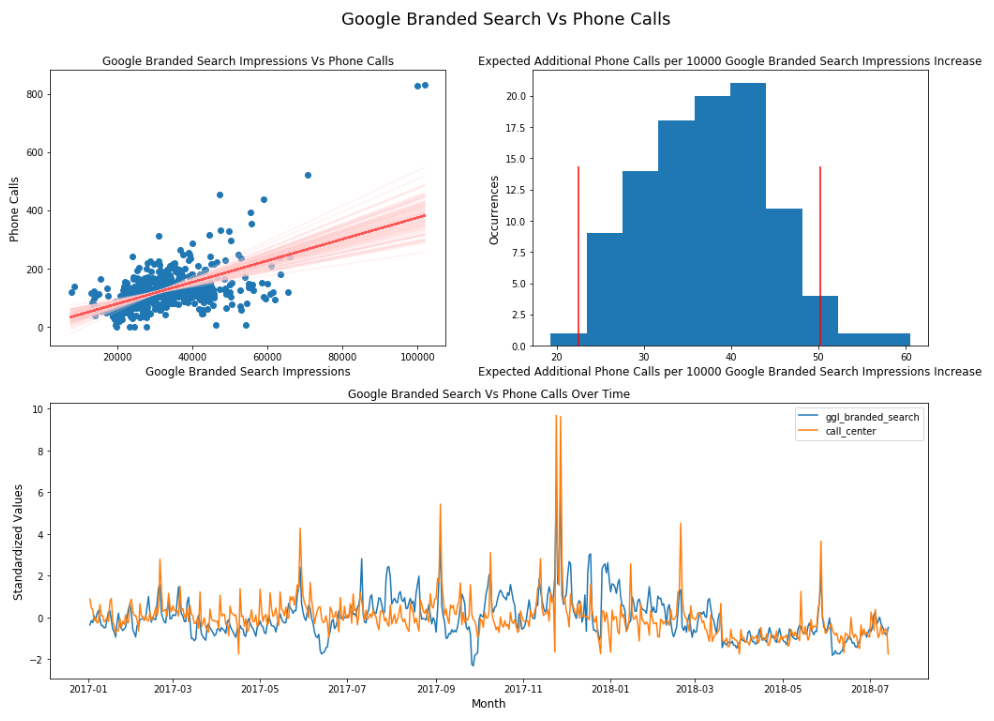 Google Branded Search Vs Phone Calls
Google Branded Search Impressions Vs Phone Calls
800
600
400
200
0
Phone Calls
20000 40000 60000 80000 100000
Google Branded Search Impressions
Expected Additional Phone Calls per 10000 Google Branded Search Impressions Increase
20.0
17.5
15.0
12.5
10.0
7.5
5.0
2.5
0.0
Occurrences
20 30 40 50 60
Expected Additional Phone Calls per 10000 Google Branded Search Impressions Increase
Google Branded Search Vs Phone Calls Over Time
10
8
6
4
2
0
−2
Standardized Values
ggl_branded_search
call_center
2017-01 2017-03 2017-05 2017-07 2017-09 2017-11 2018-01 2018-03 2018-05 2018-07
Month